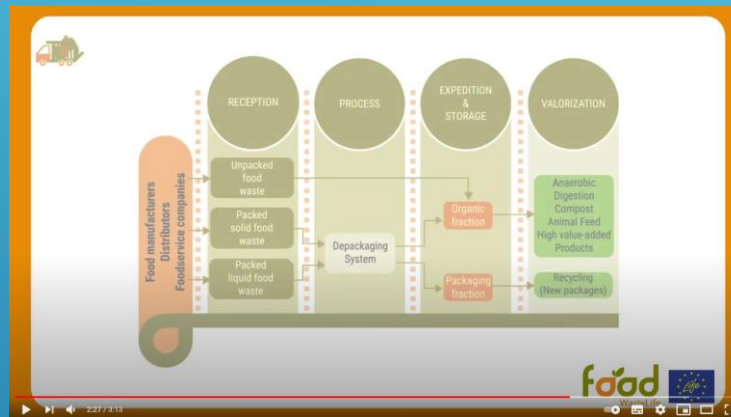 RECEPTION
PROCESS
EXPEDITION
&
STORAGE
VALORIZATION
Food manufacturers
Distributors
Foodservice companies
Unpacked
food
waste
Packed
solid food
waste
Packed
liquid food
waste
Depackaging
System
Organic
fraction
Packaging
fraction
Anaerobic
Digestion
Compost
Animal Feed
High value-added
Products
Recycling
(New packages)
food
WasteLife
Life
2:27 / 3:13